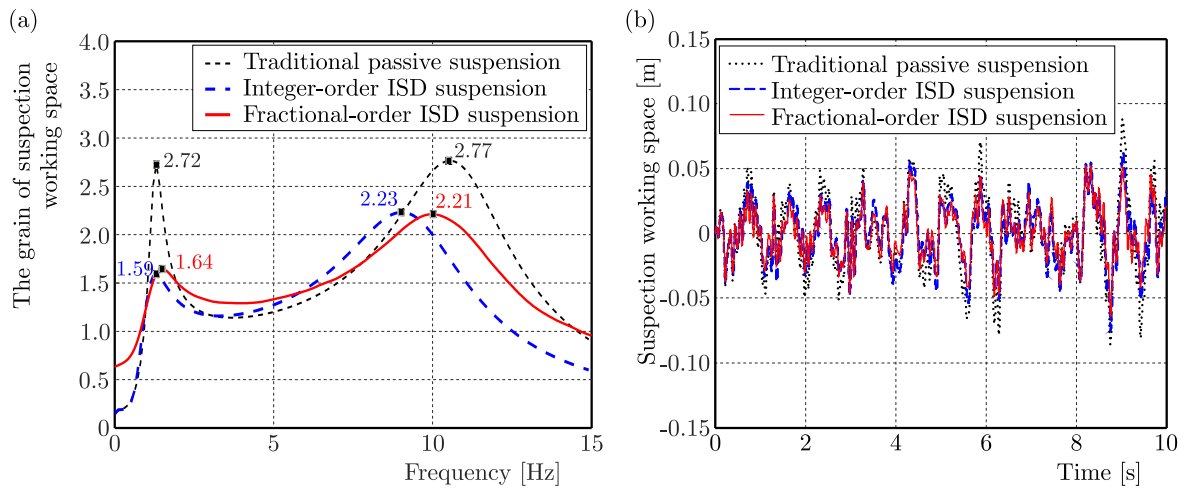 (a)
The grain of suspection
working space
4.0
3.5
3.0
2.5
2.0
1.5
1.0
0.5
0
Traditional passive suspension
Integer-order ISD suspension
Fractional-order ISD suspension
2.72
2.77
2.23
2.21
1.59
1.64
0
5
10
15
Frequency [Hz]
(b)
Suspection working space [m]
0.15
0.10
0.05
0
-0.05
-0.10
-0.15
Traditional passive suspension
Integer-order ISD suspension
Fractional-order ISD suspension
0
2
4
6
8
10
Time [s]